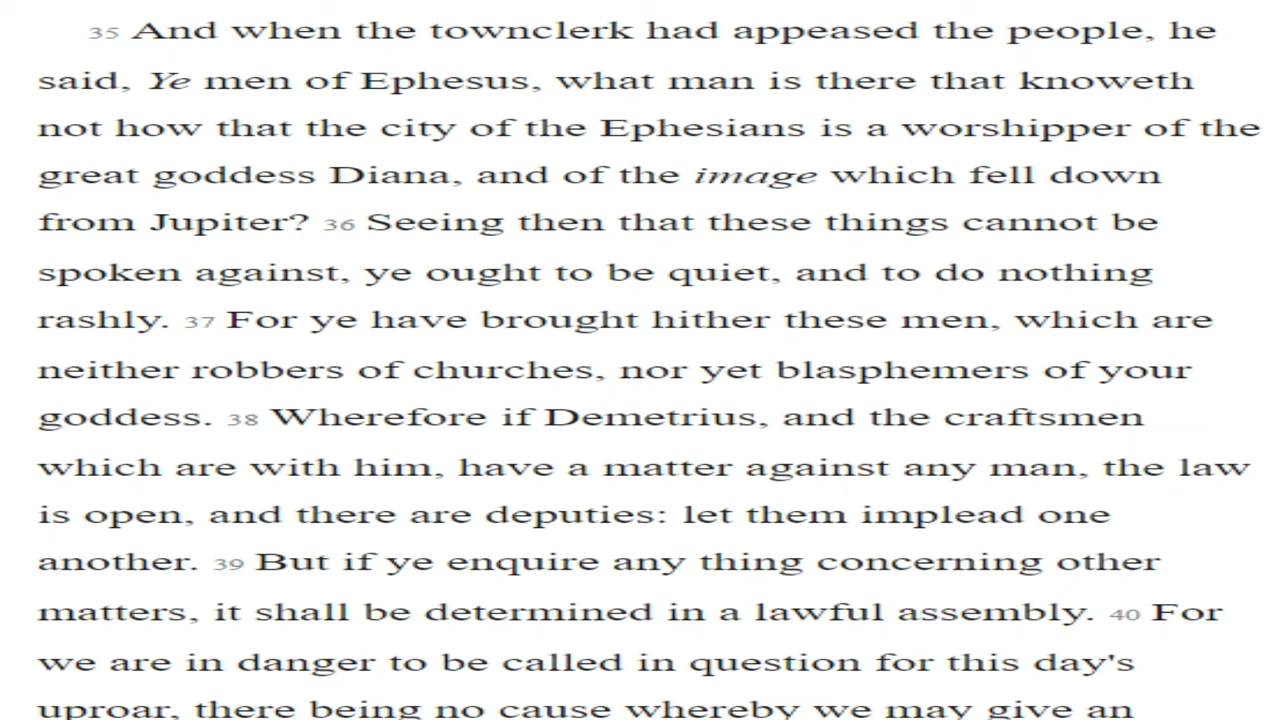 35 And when the townclerk had appeased the people, he
said, Ye men of Ephesus, what man is there that knoweth
not how that the city of the Ephesians is a worshipper of the
great goddess Diana, and of the image which fell down
from Jupiter? 36 Seeing then that these things cannot be
spoken against, ye ought to be quiet, and to do nothing
rashly. 37 For ye have brought hither these men, which are
neither robbers of churches, nor yet blasphemers of your
goddess. 38 Wherefore if Demetrius, and the craftsmen
which are with him, have a matter against any man, the law
is open, and there are deputies: let them implead one
another. 39 But if ye enquire any thing concerning other
matters, it shall be determined in a lawful assembly. 40 For
we are in danger to be called in question for this day's
uproar, there being no cause whereby we may give an